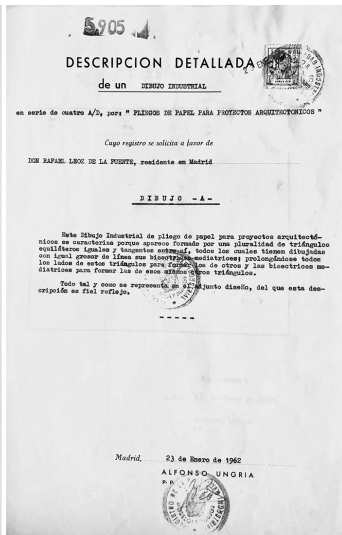 5.905
DESCRIPCION DETALLADA
de un DIBUJO INDUSTRIAL
en serie de cuatro A/D, por: " PLIEGOS DE PAPEL PARA PROYECTOS ARQUITECTONICOS "
Cuyo registro se solicita a favor de
DON RAFAEL LEOZ DE LA FUENTE, residente en Madrid
DIBUJO -A-
Este Dibujo Industrial de pliego de papel para proyectos arquitectó-
nicos se caracteriza porque aparece formado por una pluralidad de triángulos
equiláteros iguales y tangentes entre sí, todos los cuales tienen dibujadas
con igual grosor de línea sus bisectrices-mediatrices; prolongándose todos
los lados de estos triángulos para formar los de otros y las bisectrices me-
diatrices para formar las de esos mismos otros triángulos.
Todo tal y como se representa en el adjunto diseño, del que esta des-
cripción es fiel reflejo.
-----
Madrid, 23 de Enero de 1962
ALFONSO UNGRIA
P.P.